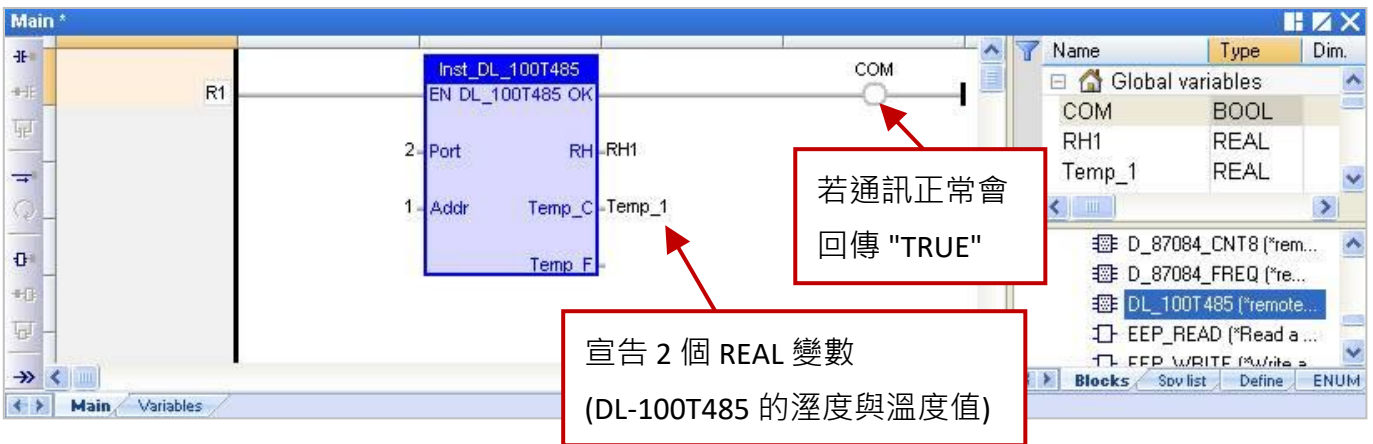 Main *
Name Type Dim.
Global variables
COM BOOL
RH1 REAL
Temp_1 REAL
R1
Inst_DL_100T485
EN DL_100T485 OK
COM
2 Port RH RH1
1 Addr Temp_C Temp_1
Temp_F
若通訊正常會
回傳 "TRUE"
宣告 2 個 REAL 變數
(DL-100T485 的溼度與溫度值)
D_87084_CNT8 (*rem...
D_87084_FREQ (*re...
DL_100T485 (*remote...
EEP_READ (*Read a ...
EEP_WRITE (*Write a
Blocks Spy list Define ENUM
Main Variables